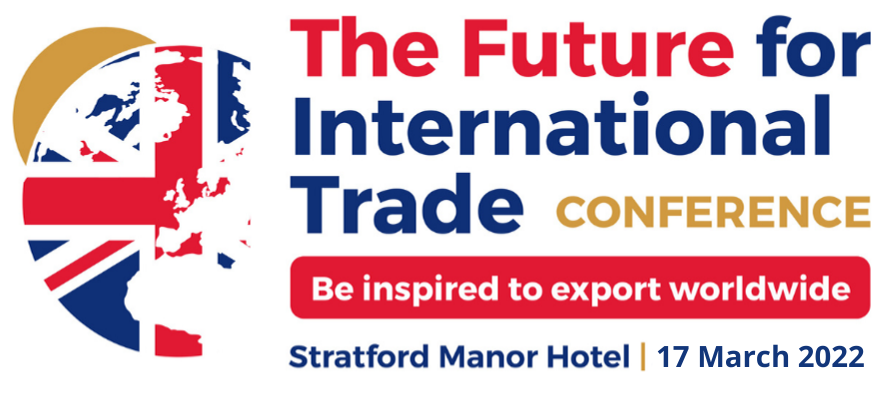 The Future for
International
Trade CONFERENCE
Be inspired to export worldwide
Stratford Manor Hotel | 17 March 2022